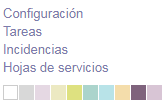 Configuración
Tareas
Incidencias
Hojas de servicios